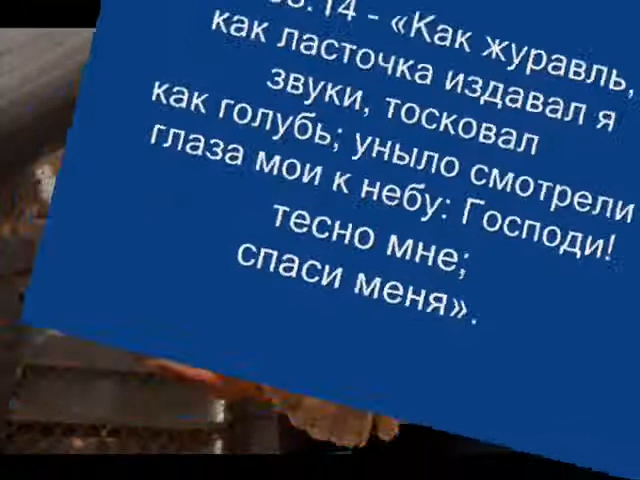 38:14 - «Как журавль,
как ласточка издавал я
звуки, тосковал
как голубь; уныло смотрели
глаза мои к небу: Господи!
тесно мне;
спаси меня».